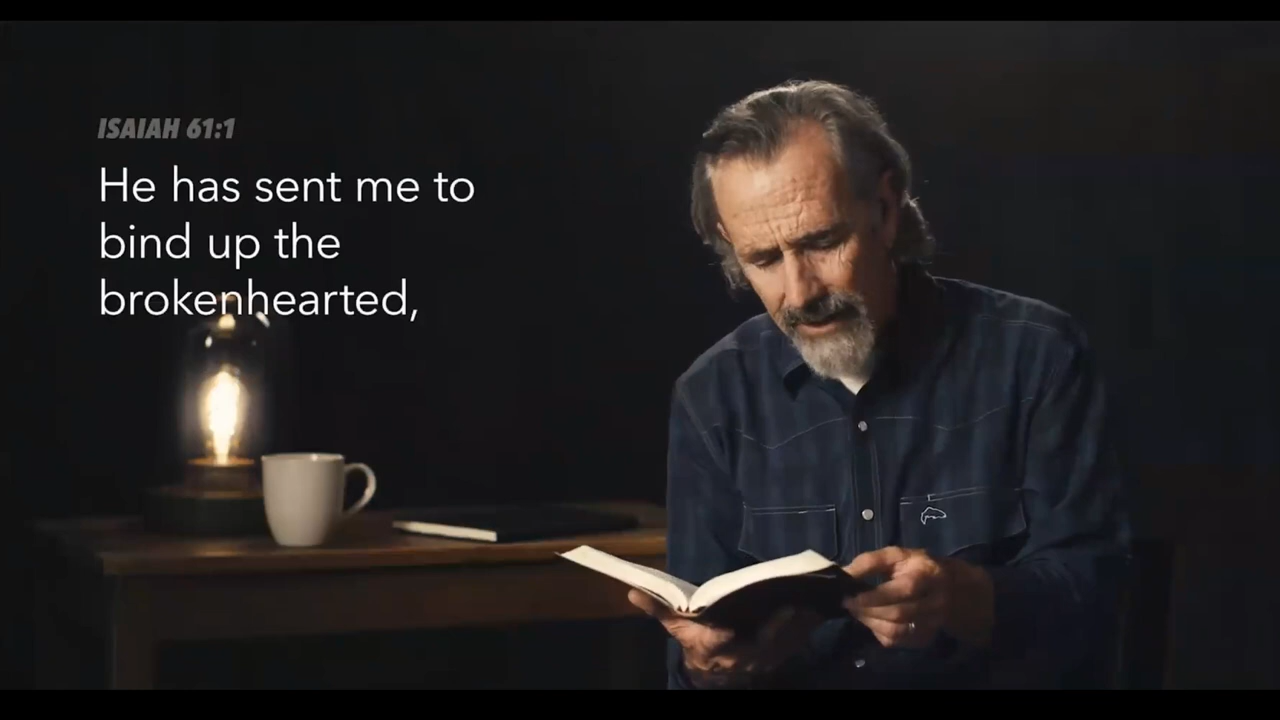 ISAIAH 61:1
He has sent me to
bind up the
brokenhearted,